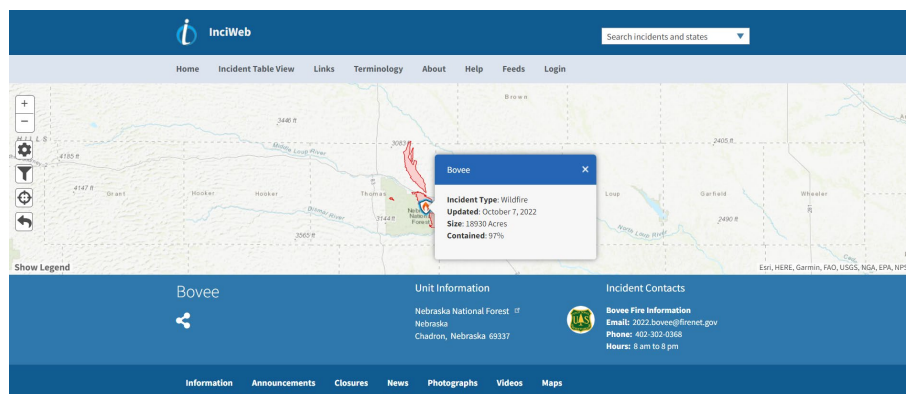 InciWeb
Search incidents and states
Home Incident Table View Links Terminology About Help Feeds Login
+
−
Brown
3446 ft
2405 ft
HILLS
3083
Middle Loup River
4185 ft
Bovee ×
4147 ft
Grant Hooker Hooker Thomas Loup Garfield Wheeler
Incident Type: Wildfire
Updated: October 7, 2022
Size: 18930 Acres
Contained: 97%
Dismal River
3144 ft
2490 ft
North Loup River
3565 ft
Show Legend
Esri, HERE, Garmin, FAO, USGS, NGA, EPA, NPS
Bovee
Unit Information
Nebraska National Forest
Nebraska
Chadron, Nebraska 69337
Incident Contacts
Bovee Fire Information
Email: 2022.bovee@firenet.gov
Phone: 402-302-0368
Hours: 8 am to 8 pm
Information Announcements Closures News Photographs Videos Maps